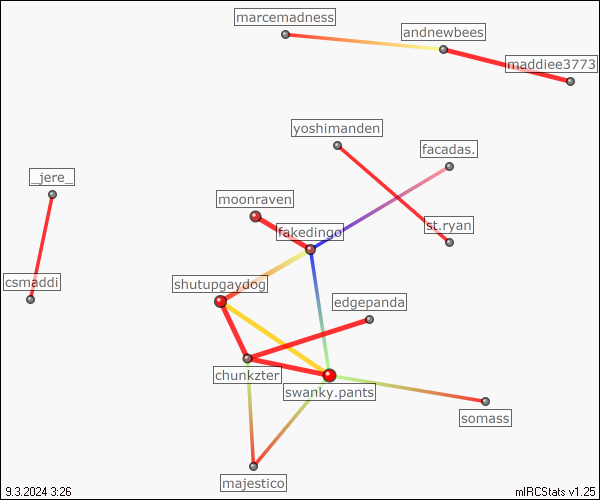 marcemadness
andnewbees
maddiee3773
yoshimanden
facadas.
_jere_
moonraven
st.ryan
fakedingo
csmaddi
shutupgaydog
edgepanda
chunkzter
swanky.pants
somass
majestico
9.3.2024 3:26
mIRCStats v1.25